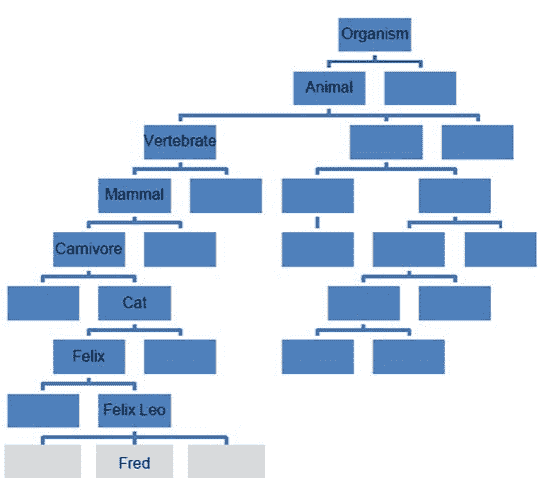 Organism
Animal
Vertebrate
Mammal
Carnivore
Cat
Felix
Felix Leo
Fred